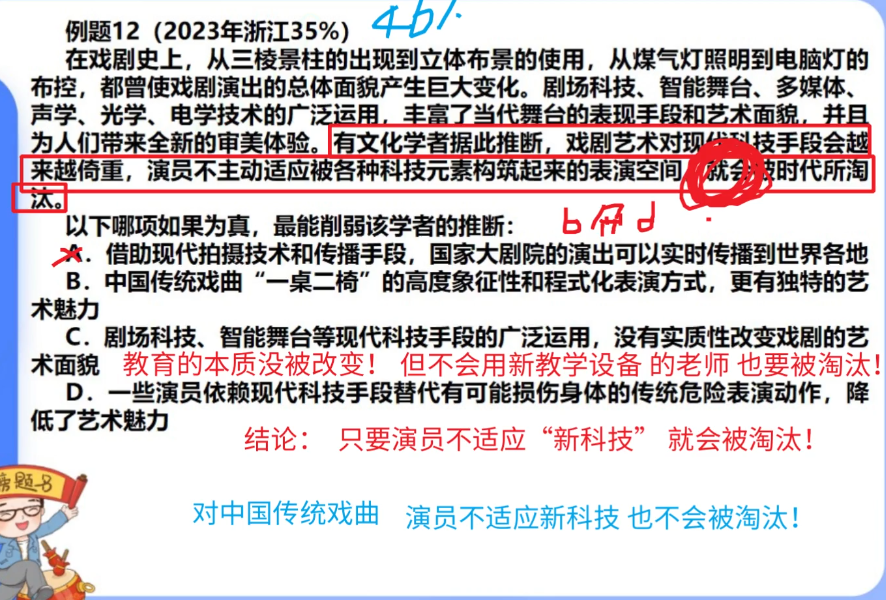 例题12（2023年浙江35%） 46%
在戏剧史上，从三棱景柱的出现到立体布景的使用，从煤气灯照明到电脑灯的
布控，都曾使戏剧演出的总体面貌产生巨大变化。剧场科技、智能舞台、多媒体、
声学、光学、电学技术的广泛运用，丰富了当代舞台的表现手段和艺术面貌，并且
为人们带来全新的审美体验。有文化学者据此推断，戏剧艺术对现代科技手段会越
来越倚重，演员不主动适应被各种科技元素构筑起来的表演空间，就会被时代所淘
汰。
以下哪项如果为真，最能削弱该学者的推断：
A．借助现代拍摄技术和传播手段，国家大剧院的演出可以实时传播到世界各地
B．中国传统戏曲“一桌二椅”的高度象征性和程式化表演方式，更有独特的艺
术魅力
C．剧场科技、智能舞台等现代科技手段的广泛运用，没有实质性改变戏剧的艺
术面貌 教育的本质没被改变！ 但不会用新教学设备 的老师 也要被淘汰！
D．一些演员依赖现代科技手段替代有可能损伤身体的传统危险表演动作，降
低了艺术魅力
结论： 只要演员不适应“新科技” 就会被淘汰！
对中国传统戏曲 演员不适应新科技 也不会被淘汰！